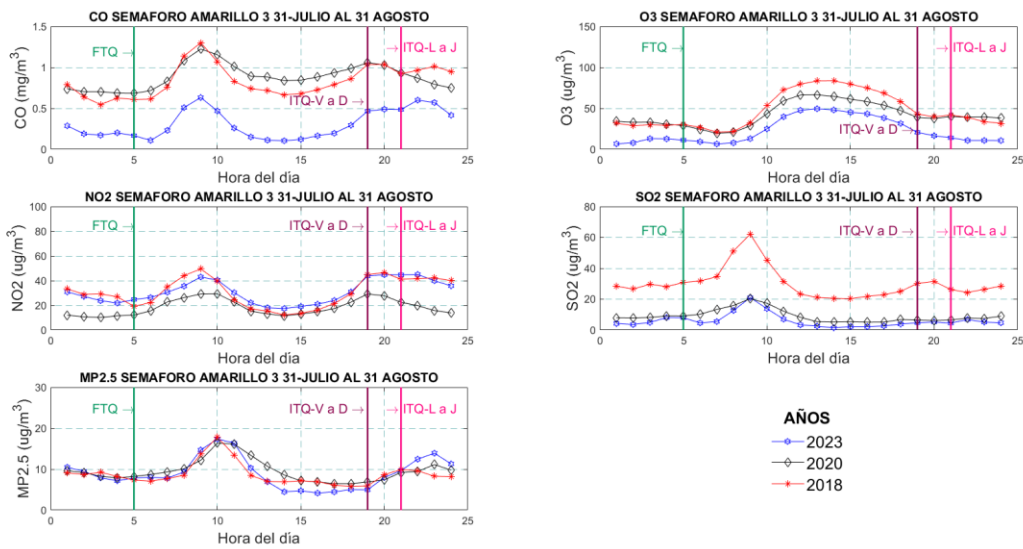 CO SEMAFORO AMARILLO 3 31-JULIO AL 31 AGOSTO
CO (mg/m3)
1.5
1
0.5
0
FTQ →
ITQ-V a D →
→ ITQ-L a J
0 5 10 15 20 25
Hora del día
O3 SEMAFORO AMARILLO 3 31-JULIO AL 31 AGOSTO
O3 (ug/m3)
150
100
50
0
FTQ →
ITQ-V a D →
→ ITQ-L a J
0 5 10 15 20 25
Hora del día
NO2 SEMAFORO AMARILLO 3 31-JULIO AL 31 AGOSTO
NO2 (ug/m3)
100
80
60
40
20
0
FTQ →
ITQ-V a D →
→ ITQ-L a J
0 5 10 15 20 25
Hora del día
SO2 SEMAFORO AMARILLO 3 31-JULIO AL 31 AGOSTO
SO2 (ug/m3)
80
60
40
20
0
FTQ →
ITQ-V a D →
→ ITQ-L a J
0 5 10 15 20 25
Hora del día
MP2.5 SEMAFORO AMARILLO 3 31-JULIO AL 31 AGOSTO
MP2.5 (ug/m3)
30
20
10
0
FTQ →
ITQ-V a D →
→ ITQ-L a J
0 5 10 15 20 25
Hora del día
AÑOS
2023
2020
2018